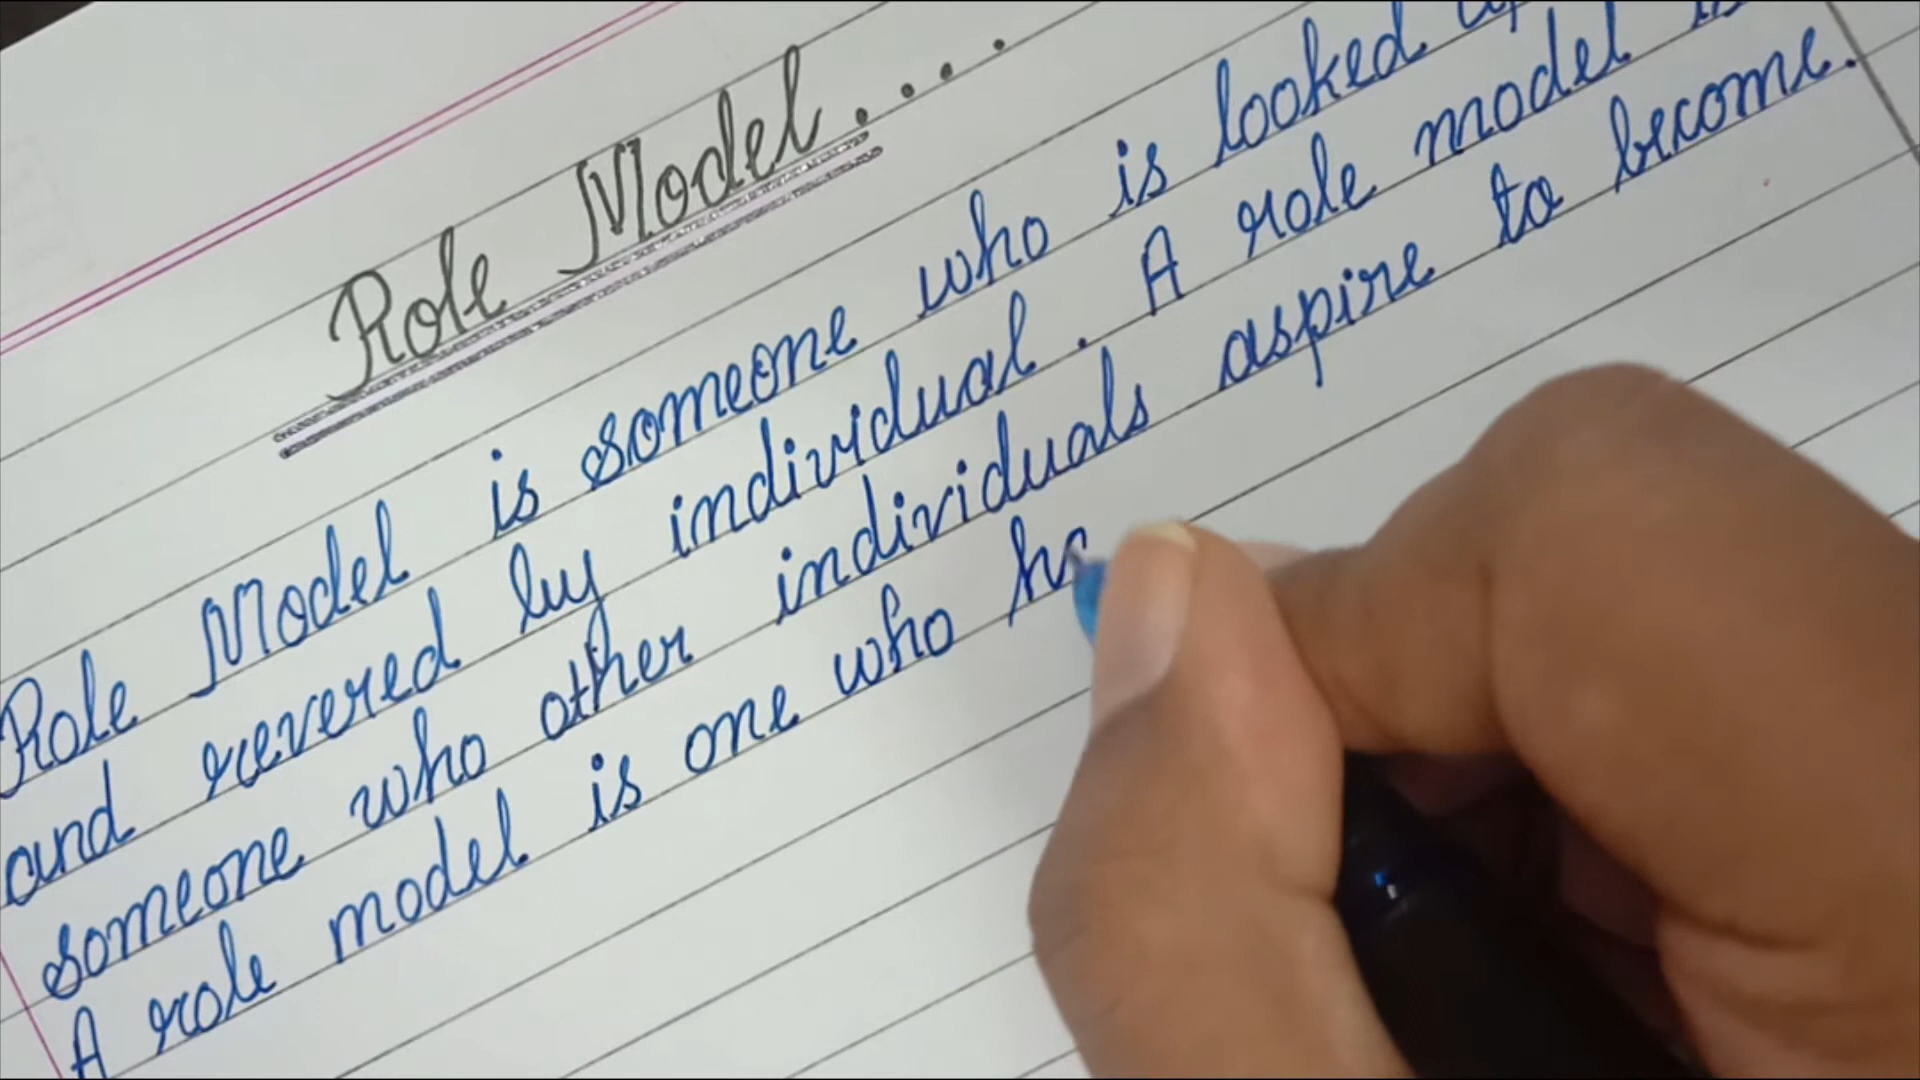 Role Model....
Role Model is someone who is looked
and revered by individual. A role model
someone who other individuals aspire to become.
A role model is one who